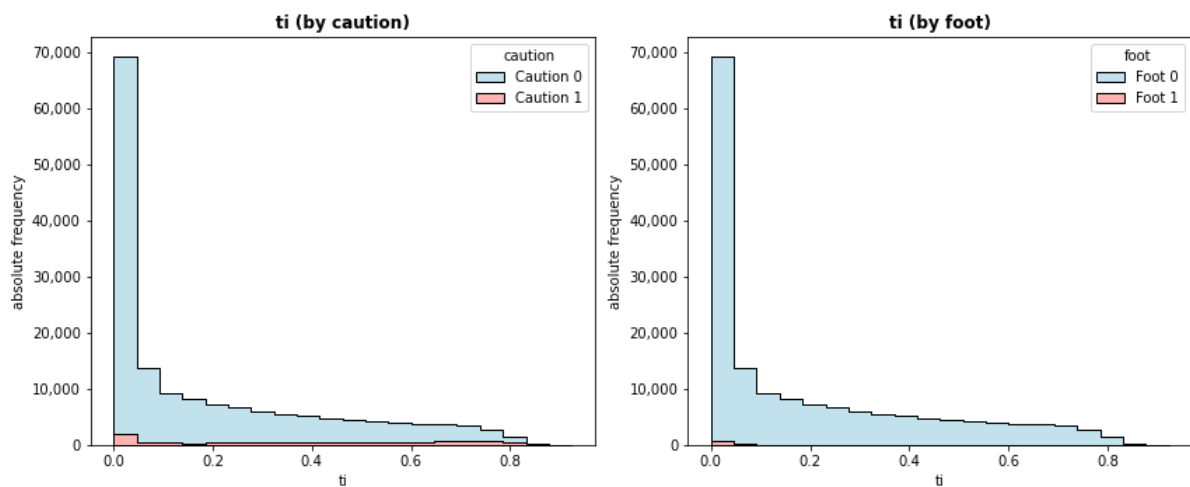 ti (by caution)
absolute frequency
70,000
60,000
50,000
40,000
30,000
20,000
10,000
0
0.0 0.2 0.4 0.6 0.8
ti
caution
Caution 0
Caution 1
ti (by foot)
absolute frequency
70,000
60,000
50,000
40,000
30,000
20,000
10,000
0
0.0 0.2 0.4 0.6 0.8
ti
foot
Foot 0
Foot 1